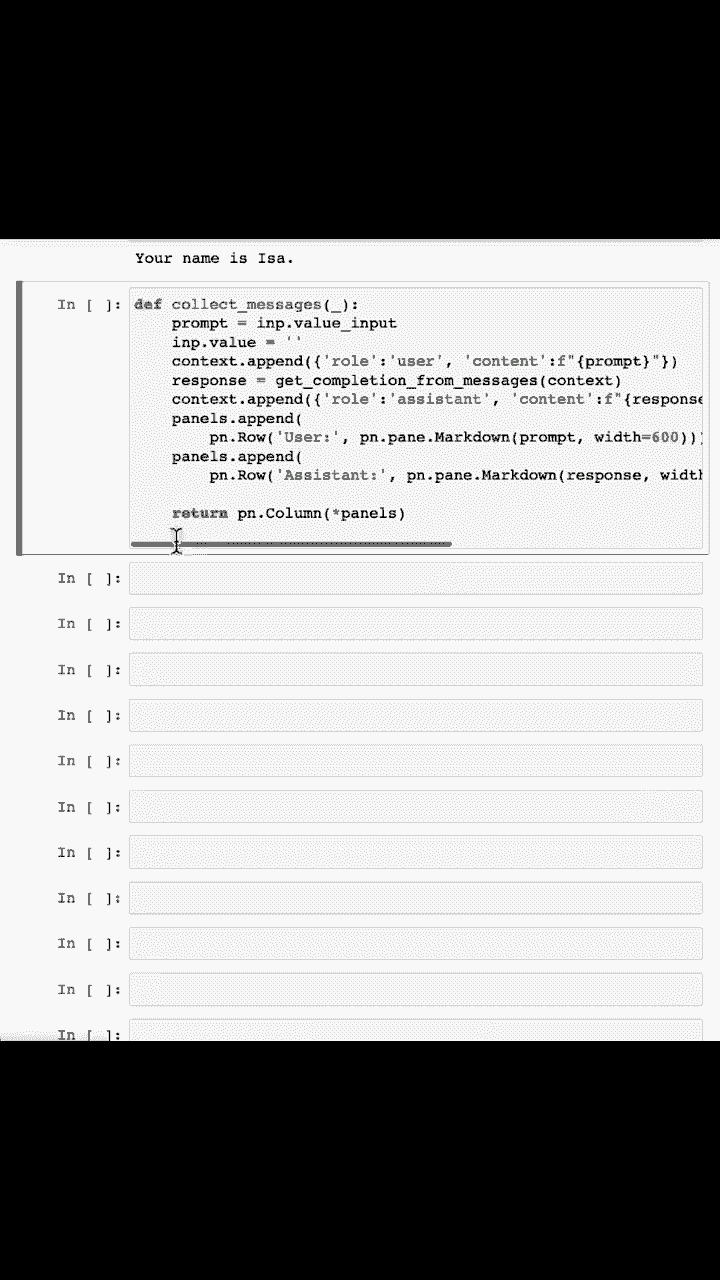 Your name is Isa.
In [ ]: def collect_messages(_):
    prompt = inp.value_input
    inp.value = ''
    context.append({'role':'user', 'content':f"{prompt}"})
    response = get_completion_from_messages(context)
    context.append({'role':'assistant', 'content':f"{response
    panels.append(
        pn.Row('User:', pn.pane.Markdown(prompt, width=600)))
    panels.append(
        pn.Row('Assistant:', pn.pane.Markdown(response, widt
    return pn.Column(*panels)
In [ ]:
In [ ]:
In [ ]:
In [ ]:
In [ ]:
In [ ]:
In [ ]:
In [ ]:
In [ ]:
In [ ]:
In [ ]: